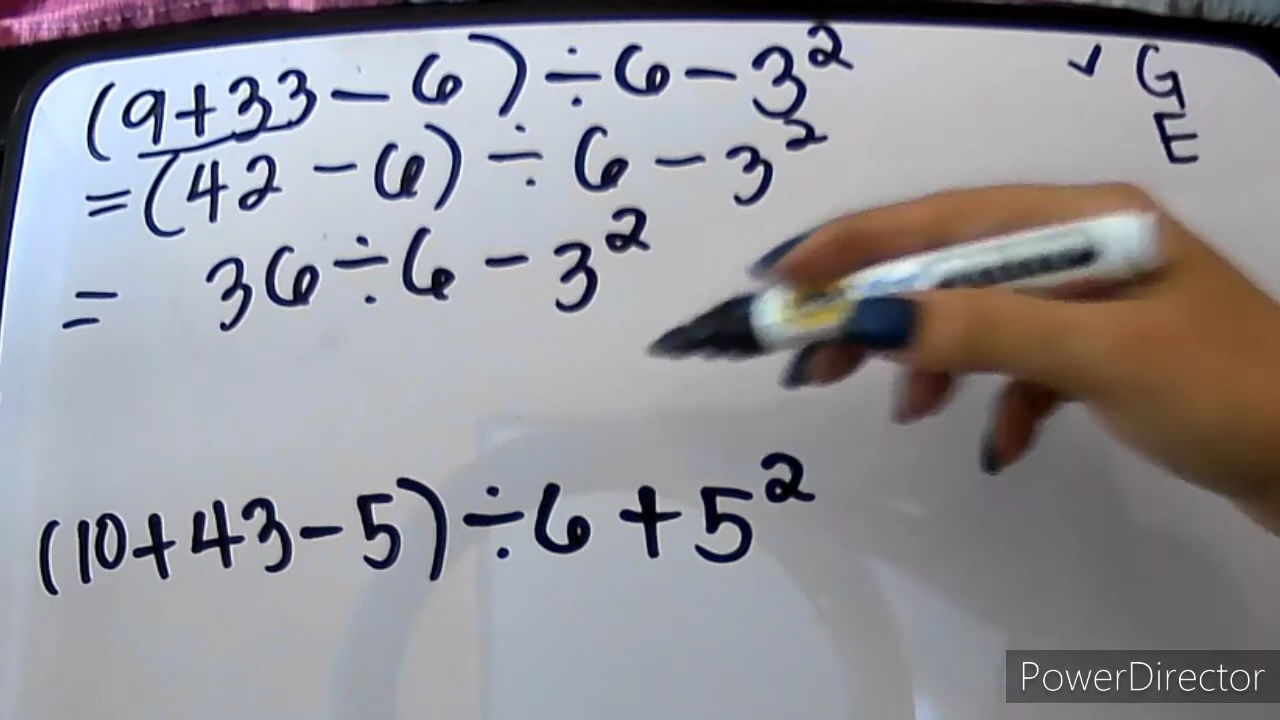 (9+33-6)÷6-3²
=(42-6)÷6-3²
= 36÷6-3²
(10+43-5)÷6+5²
✓ G
E
PowerDirector